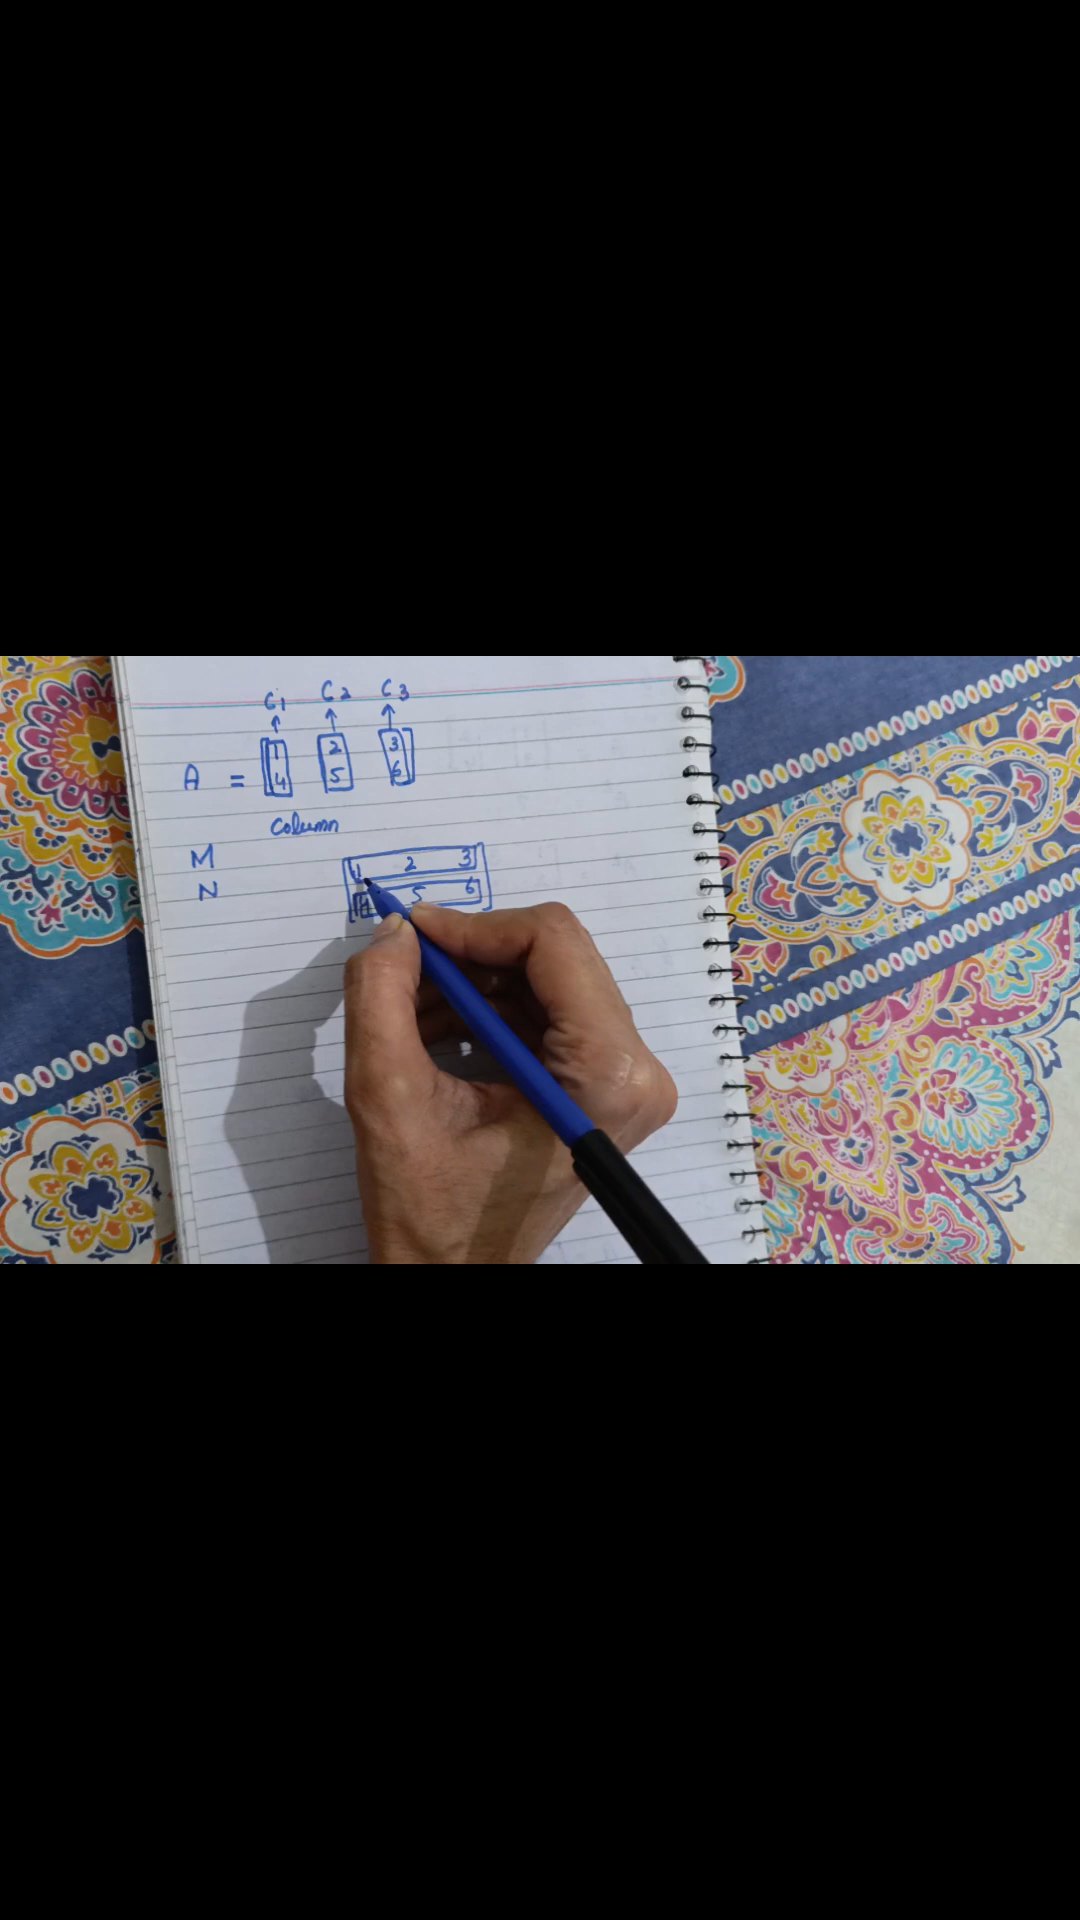 C1 C2 C3
↑ ↑ ↑
A = [1 2 3
4 5 6]
Column
M
N
[1 2 3
4 5 6]